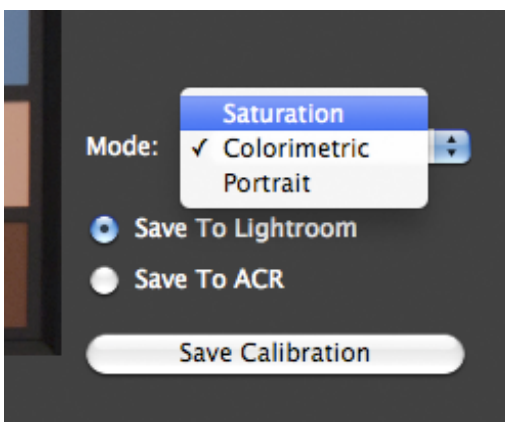 Saturation
Mode: ✓ Colorimetric
Portrait
Save To Lightroom
Save To ACR
Save Calibration